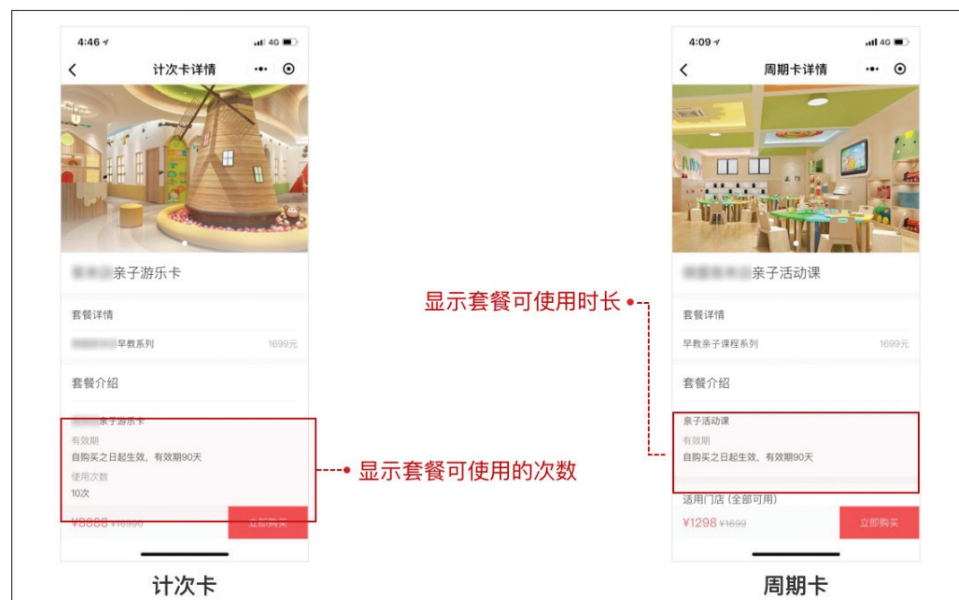 4:46
4G
计次卡详情
亲子游乐卡
套餐详情
早教系列
1699元
套餐介绍
亲子游乐卡
有效期
自购买之日起生效，有效期90天
使用次数
10次
¥8888 ¥16990
立即购买
计次卡
显示套餐可使用时长
显示套餐可使用的次数
4:09
4G
周期卡详情
亲子活动课
套餐详情
早教亲子课程系列
1699元
套餐介绍
亲子活动课
有效期
自购买之日起生效，有效期90天
适用门店 (全部可用)
¥1298 ¥1699
立即购买
周期卡